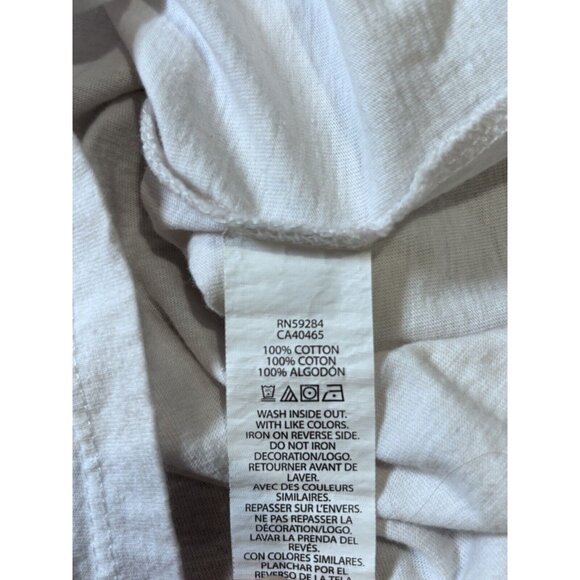 RN59284
CA40465
100% COTTON
100% COTON
100% ALGODÓN
WASH INSIDE OUT.
WITH LIKE COLORS.
IRON ON REVERSE SIDE.
DO NOT IRON
DECORATION/LOGO.
RETOURNER AVANT DE
LAVER.
AVEC DES COULEURS
SIMILAIRES.
REPASSER SUR L'ENVERS.
NE PAS REPASSER LA
DÉCORATION/LOGO.
LAVAR LA PRENDA DEL
REVÉS.
CON COLORES SIMILARES.
PLANCHAR POR EL
REVERSO DE LA TELA